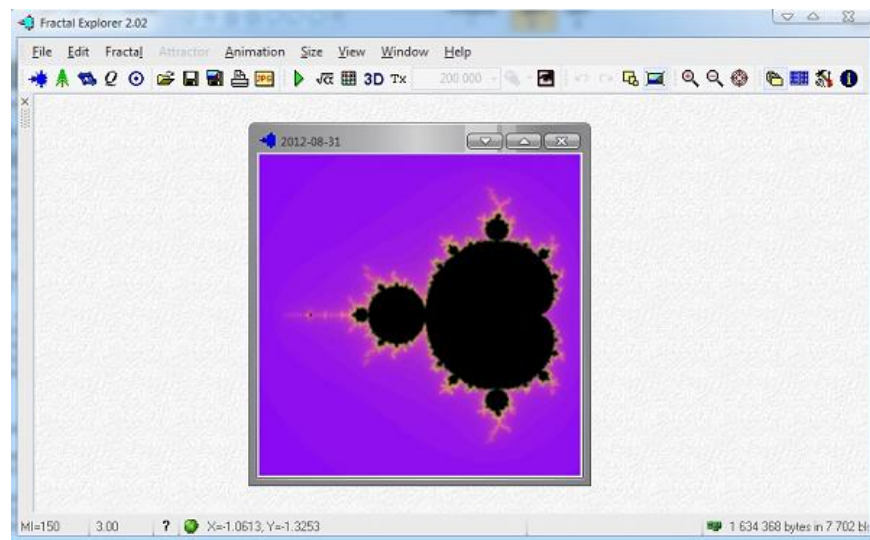 Fractal Explorer 2.02
File Edit Fractal Attractor Animation Size View Window Help
Q JPG √α 3D Tx 200 000
2012-08-31
MI=150 3.00 ? X=-1.0613, Y=-1.3253 1 634 368 bytes in 7 702 bl